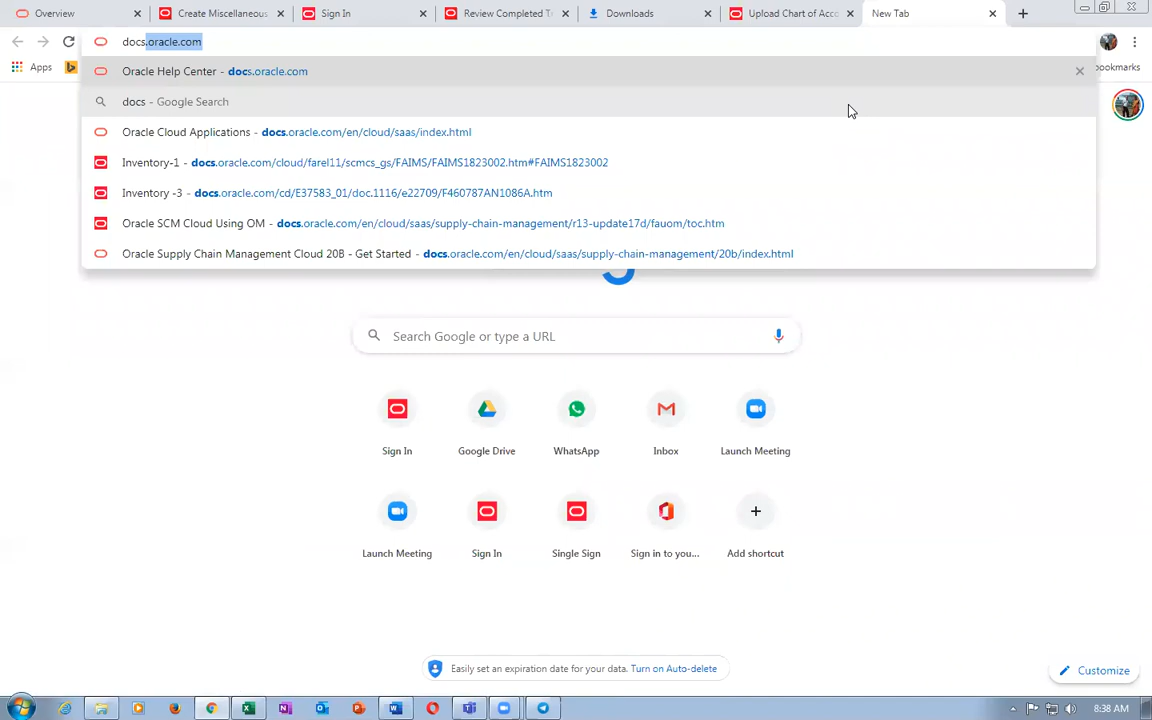 Overview
Create Miscellaneous
Sign In
Review Completed T
Downloads
Upload Chart of Acco
New Tab
docs.oracle.com
Apps
ookmarks
Oracle Help Center - docs.oracle.com
docs - Google Search
Oracle Cloud Applications - docs.oracle.com/en/cloud/saas/index.html
Inventory-1 - docs.oracle.com/cloud/farel11/scmcs_gs/FAIMS/FAIMS1823002.htm#FAIMS1823002
Inventory -3 - docs.oracle.com/cd/E37583_01/doc.1116/e22709/F460787AN1086A.htm
Oracle SCM Cloud Using OM - docs.oracle.com/en/cloud/saas/supply-chain-management/r13-update17d/fauom/toc.htm
Oracle Supply Chain Management Cloud 20B - Get Started - docs.oracle.com/en/cloud/saas/supply-chain-management/20b/index.html
Search Google or type a URL
Sign In
Google Drive
WhatsApp
Inbox
Launch Meeting
Launch Meeting
Sign In
Single Sign
Sign in to you...
Add shortcut
Easily set an expiration date for your data. Turn on Auto-delete
Customize
8:38 AM